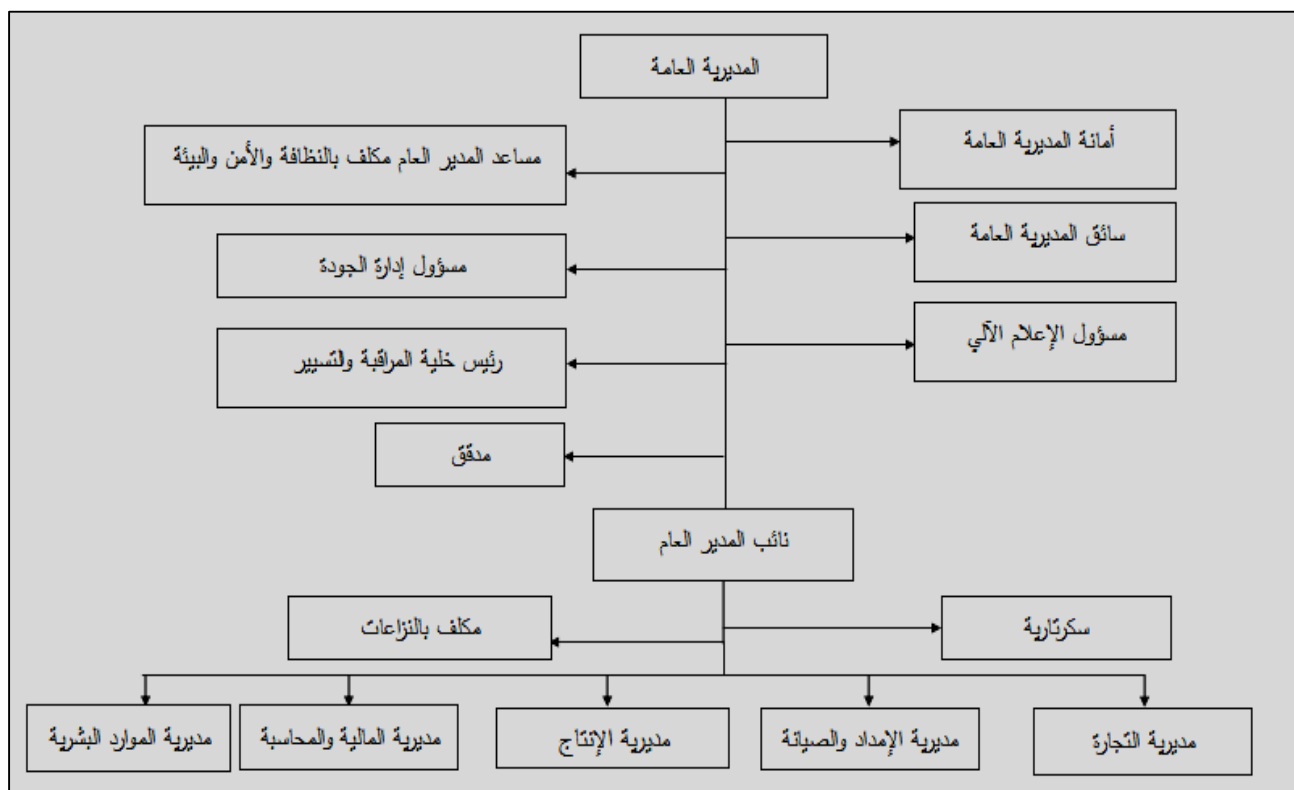 المديرية العامة
أمانة المديرية العامة
مساعد المدير العام مكلف بالنظافة والأمن والبيئة
سائق المديرية العامة
مسؤول إدارة الجودة
مسؤول الإعلام الآلي
رئيس خلية المراقبة والتسيير
مدقق
نائب المدير العام
سكرتارية
مكلف بالنزاعات
مديرية التجارة
مديرية الإمداد والصيانة
مديرية الإنتاج
مديرية المالية والمحاسبة
مديرية الموارد البشرية